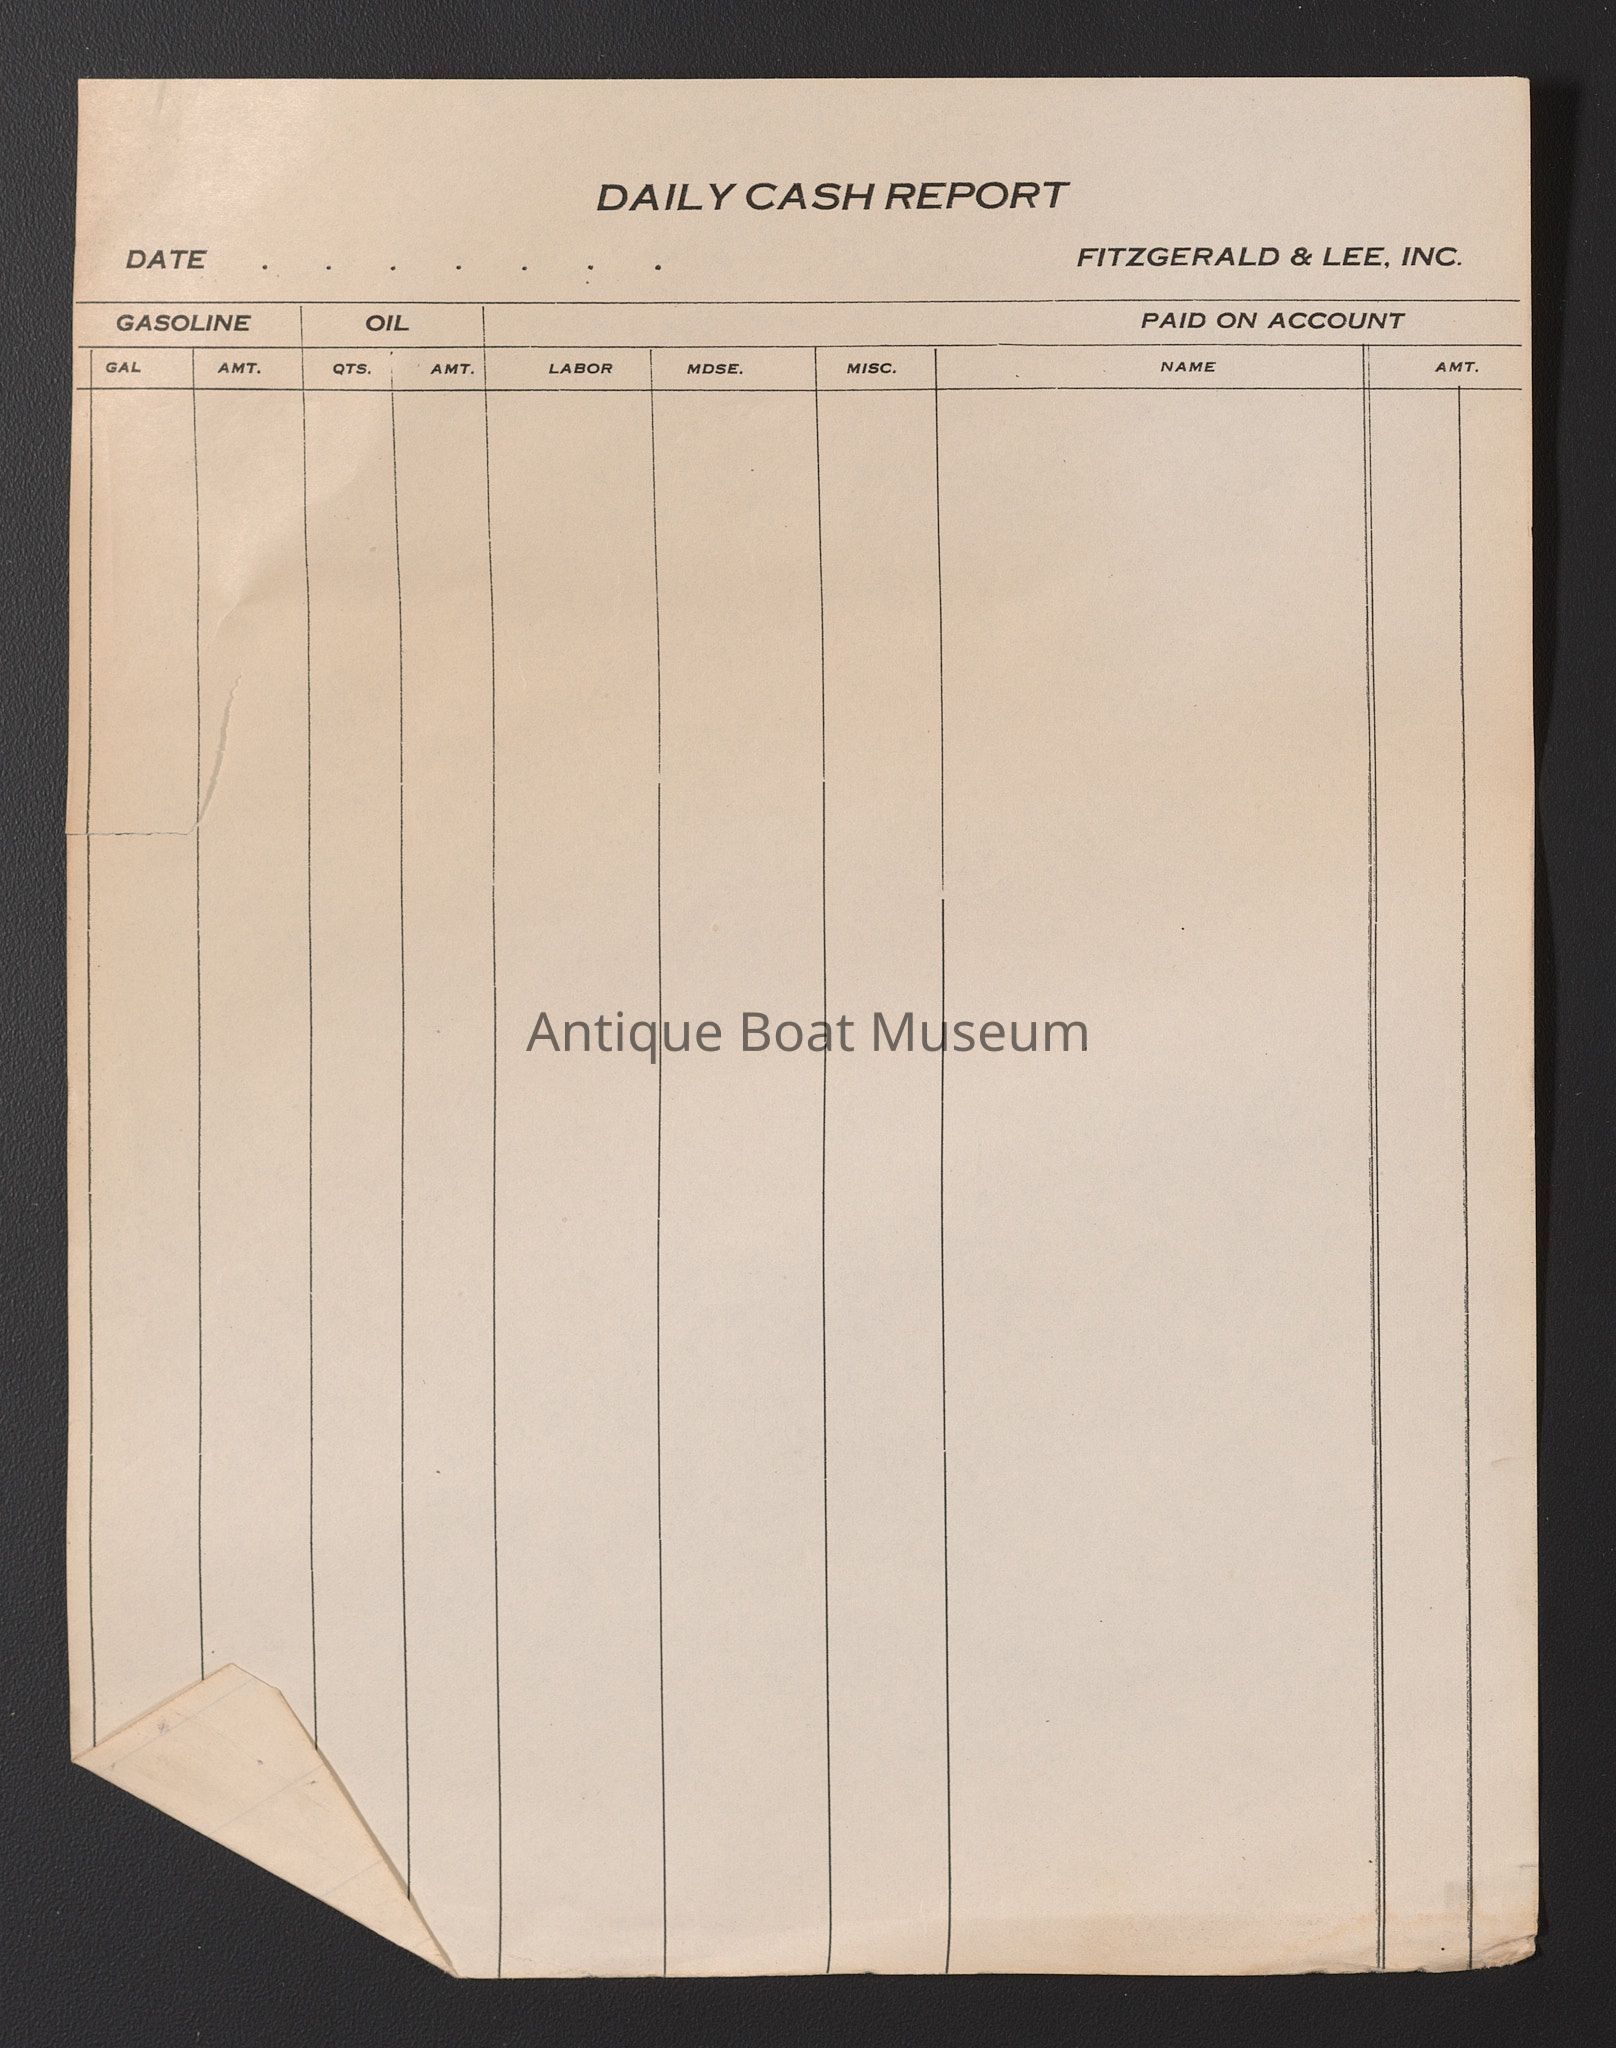 DAILY CASH REPORT
DATE . . . . . . . FITZGERALD & LEE, INC.
GASOLINE OIL PAID ON ACCOUNT
GAL AMT. QTS. AMT. LABOR MDSE. MISC. NAME AMT.
Antique Boat Museum